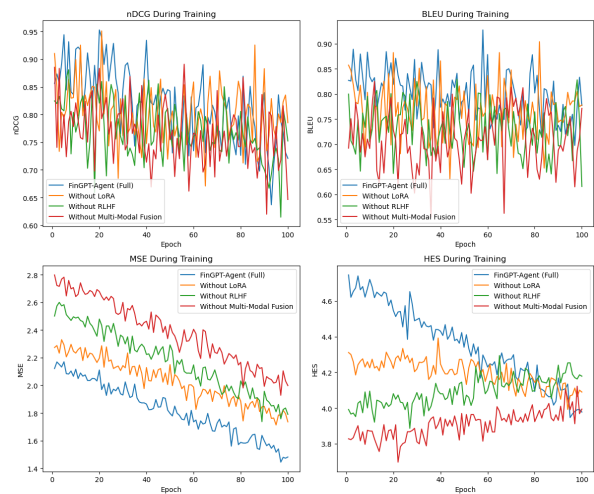 nDCG During Training
0.95
0.90
0.85
0.80
0.75
0.70
0.65
0.60
nDCG
FinGPT-Agent (Full)
Without LoRA
Without RLHF
Without Multi-Modal Fusion
0
20
40
60
80
100
Epoch
BLEU During Training
0.90
0.85
0.80
0.75
0.70
0.65
0.60
0.55
BLEU
FinGPT-Agent (Full)
Without LoRA
Without RLHF
Without Multi-Modal Fusion
0
20
40
60
80
100
Epoch
MSE During Training
2.8
2.6
2.4
2.2
2.0
1.8
1.6
1.4
MSE
FinGPT-Agent (Full)
Without LoRA
Without RLHF
Without Multi-Modal Fusion
0
20
40
60
80
100
Epoch
HES During Training
4.6
4.4
4.2
4.0
3.8
HES
FinGPT-Agent (Full)
Without LoRA
Without RLHF
Without Multi-Modal Fusion
0
20
40
60
80
100
Epoch